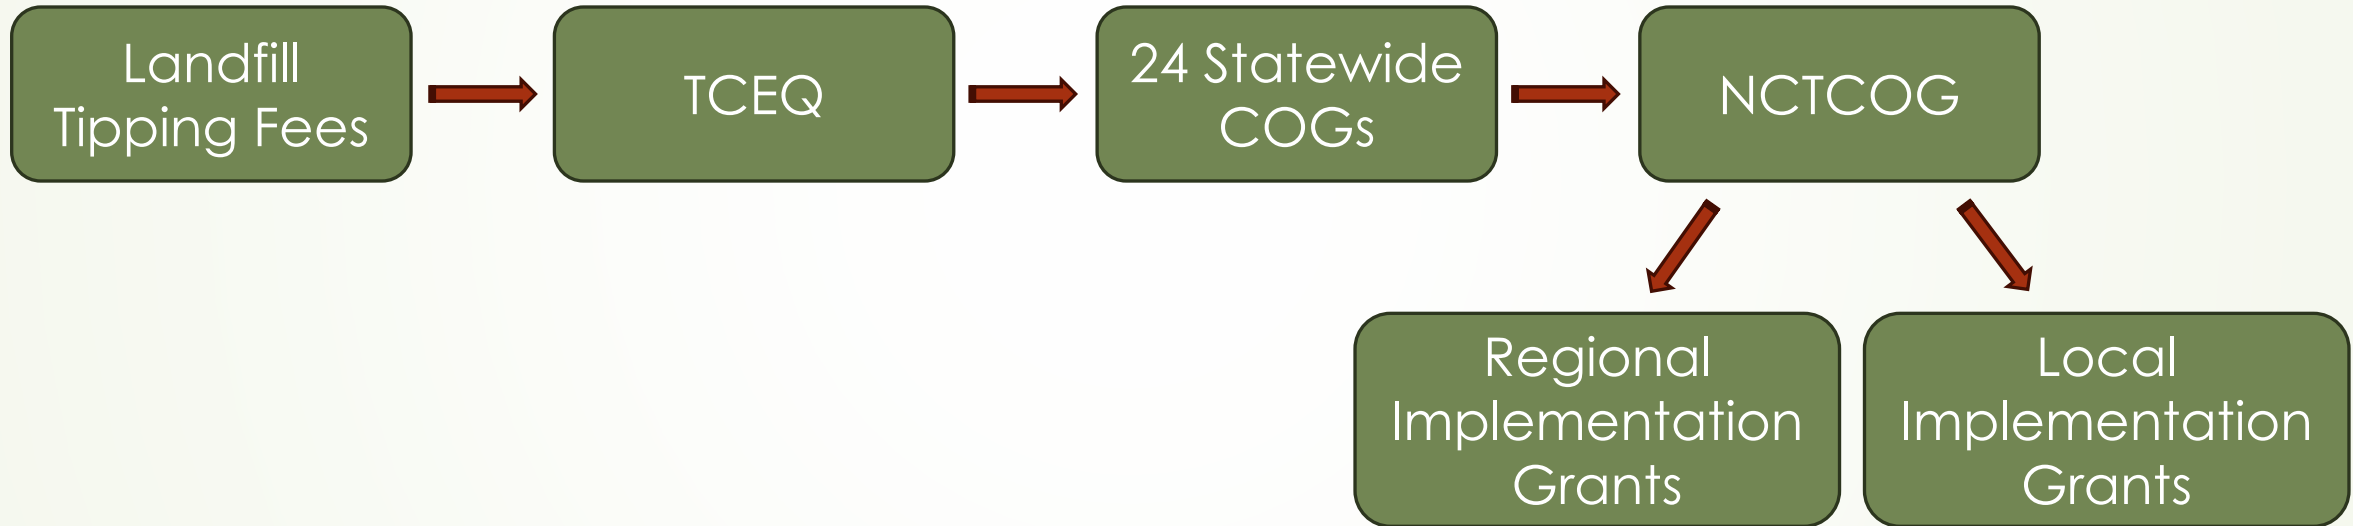 Landfill
Tipping Fees
TCEQ
24 Statewide
COGs
NCTCOG
Regional
Implementation
Grants
Local
Implementation
Grants